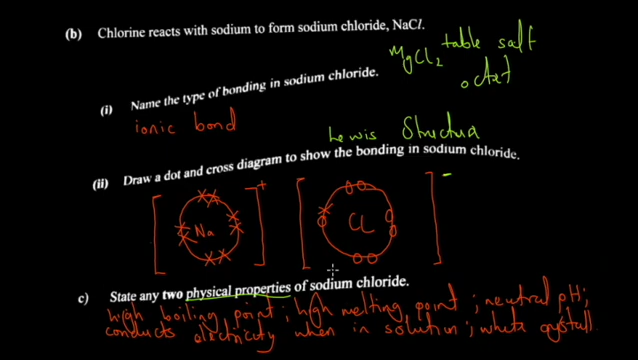 (b) Chlorine reacts with sodium to form sodium chloride, NaCl.
MgCl2 table salt
octet
(i) Name the type of bonding in sodium chloride.
ionic bond
Lewis Structura
(ii) Draw a dot and cross diagram to show the bonding in sodium chloride.
Na +
CL -
c) State any two physical properties of sodium chloride.
high boiling point; high melting point; neutral pH;
conducts electricity when in solution; white crystall